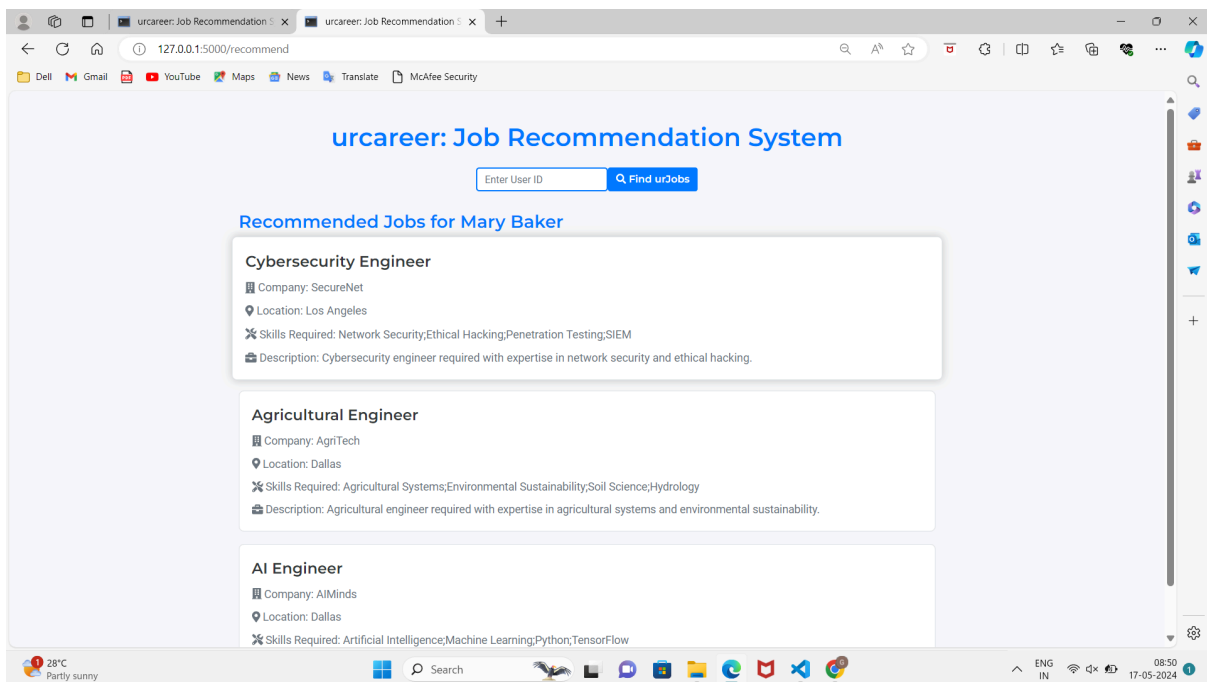 urcareer: Job Recommendation S
urcareer: Job Recommendation S
127.0.0.1:5000/recommend
Dell
Gmail
YouTube
Maps
News
Translate
McAfee Security
urcareer: Job Recommendation System
Enter User ID
Find urJobs
Recommended Jobs for Mary Baker
Cybersecurity Engineer
Company: SecureNet
Location: Los Angeles
Skills Required: Network Security;Ethical Hacking;Penetration Testing;SIEM
Description: Cybersecurity engineer required with expertise in network security and ethical hacking.
Agricultural Engineer
Company: AgriTech
Location: Dallas
Skills Required: Agricultural Systems;Environmental Sustainability;Soil Science;Hydrology
Description: Agricultural engineer required with expertise in agricultural systems and environmental sustainability.
AI Engineer
Company: AIMinds
Location: Dallas
Skills Required: Artificial Intelligence;Machine Learning;Python;TensorFlow
1
28°C
Partly sunny
Search
ENG
IN
08:50
17-05-2024
1